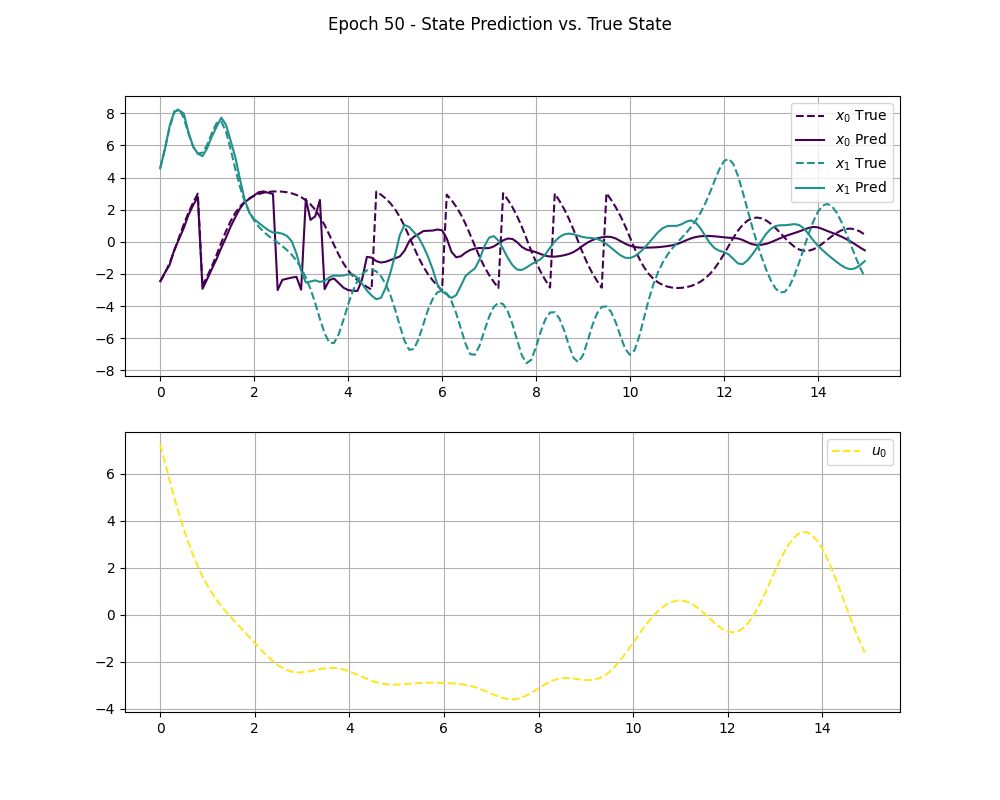 Epoch 50 - State Prediction vs. True State
8
6
4
2
0
−2
−4
−6
−8
x₀ True
x₀ Pred
x₁ True
x₁ Pred
0 2 4 6 8 10 12 14
6
4
2
0
−2
−4
u₀
0 2 4 6 8 10 12 14